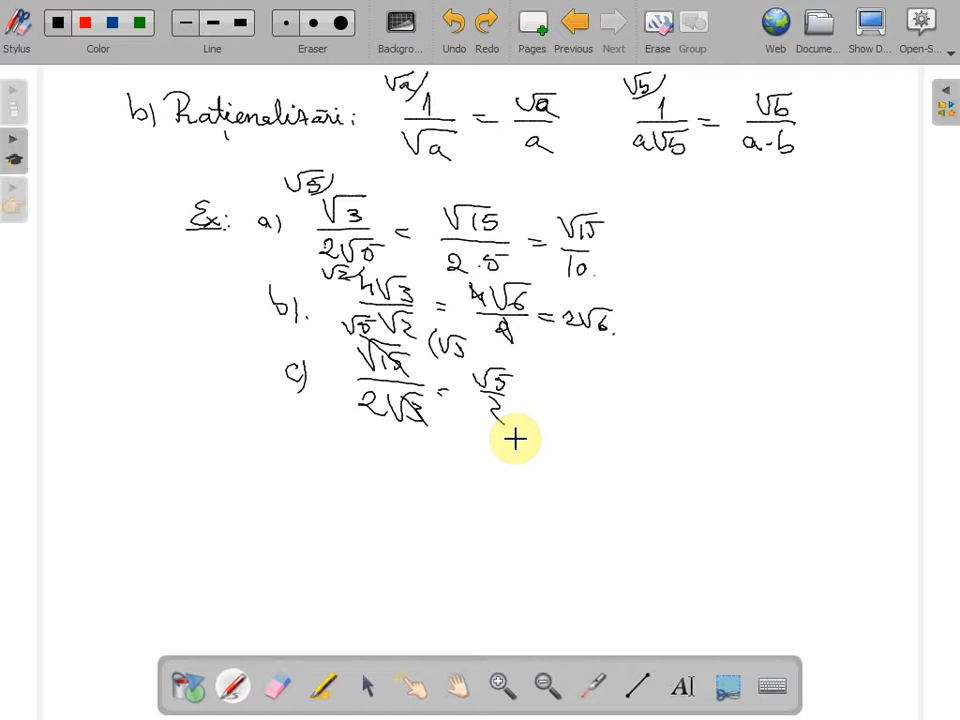 Stylus Color Line Eraser Backgro... Undo Redo Pages Previous Next Erase Group Web Docume... Show D... Open-S...
b) Raționalizări: √a) 1/√a = √a/a √b) 1/a√b = √b/a·b
Ex: a) √5) √3/2√5 = √15/2·5 = √15/10.
b). √2) 4√3/√2 = 4√6/2 = 2√6.
c) √5 √15/2√3 (√3 = √5/2